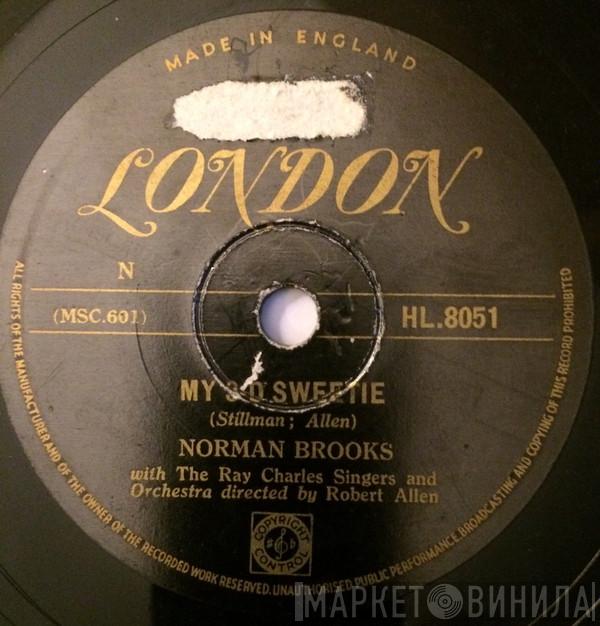 MADE IN ENGLAND
LONDON
N
(MSC.601)
HL.8051
MY 3-D SWEETIE
(Stillman; Allen)
NORMAN BROOKS
with The Ray Charles Singers and
Orchestra directed by Robert Allen
COPYRIGHT
CONTROL
ALL RIGHTS OF THE MANUFACTURER AND OF THE OWNER OF THE RECORDED WORK RESERVED. UNAUTHORISED PUBLIC PERFORMANCE BROADCASTING AND COPYING OF THIS RECORD PROHIBITED
МАРКЕТ ВИНИЛА